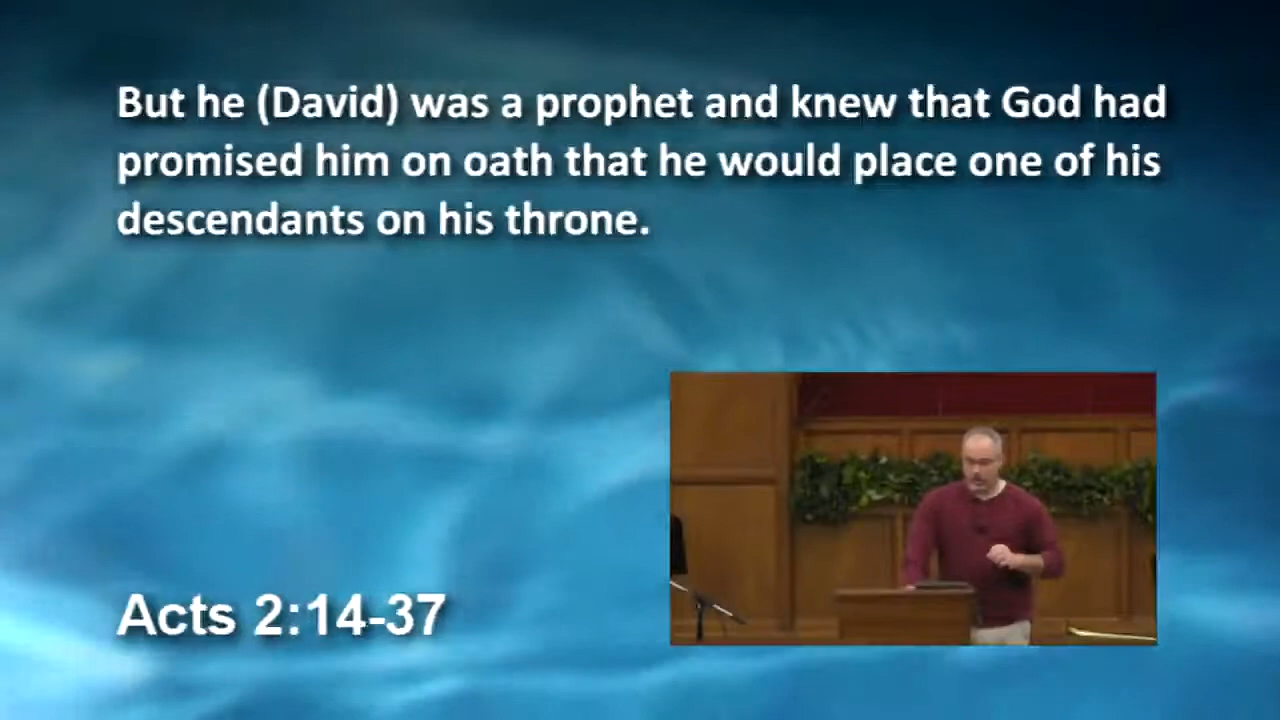 But he (David) was a prophet and knew that God had
promised him on oath that he would place one of his
descendants on his throne.
Acts 2:14-37